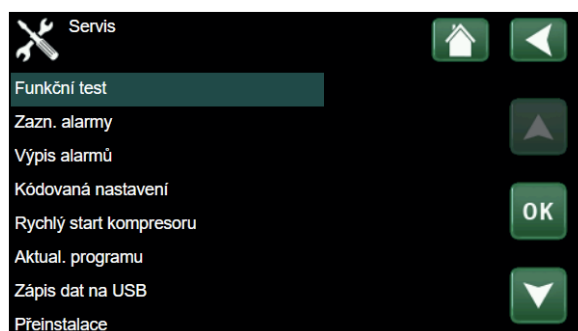 Servis
Funkční test
Zazn. alarmy
Výpis alarmů
Kódovaná nastavení
Rychlý start kompresoru
OK
Aktual. programu
Zápis dat na USB
Přeinstalace